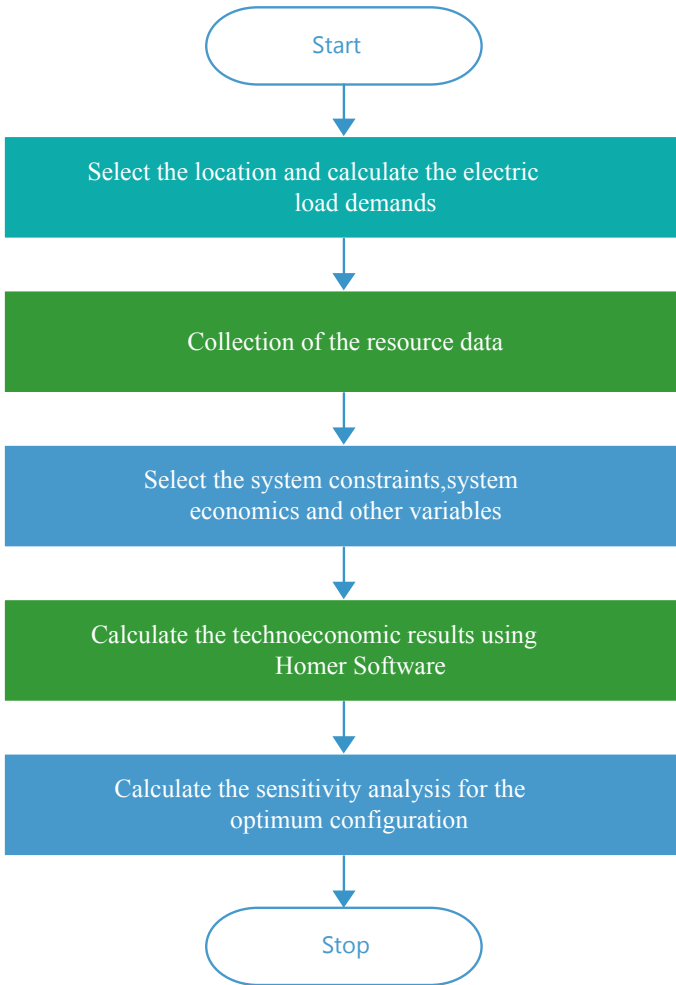 Start
Select the location and calculate the electric
load demands
Collection of the resource data
Select the system constraints,system
economics and other variables
Calculate the technoeconomic results using
Homer Software
Calculate the sensitivity analysis for the
optimum configuration
Stop